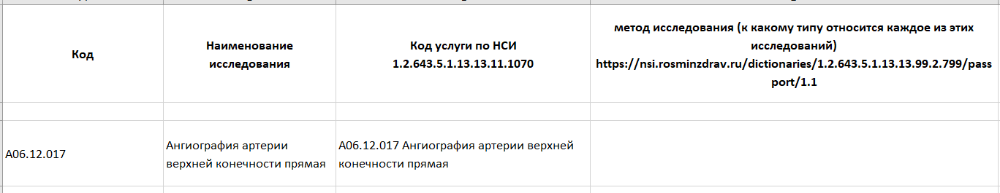 Код
Наименование
исследования
Код услуги по НСИ
1.2.643.5.1.13.13.11.1070
метод исследования (к какому типу относится каждое из этих
исследований)
https://nsi.rosminzdrav.ru/dictionaries/1.2.643.5.1.13.13.99.2.799/pass
port/1.1
A06.12.017
Ангиография артерии
верхней конечности прямая
A06.12.017 Ангиография артерии верхней
конечности прямая